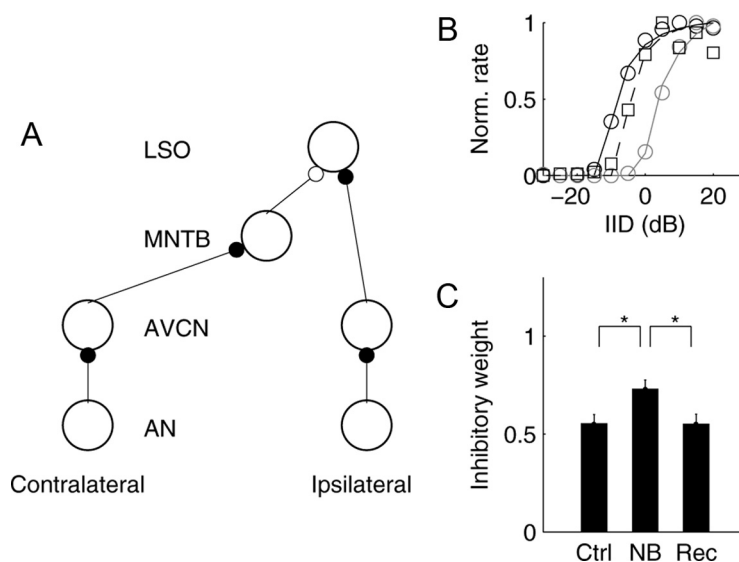 A
LSO
MNTB
AVCN
AN
Contralateral
Ipsilateral
B
Norm. rate
1
0.5
0
−20
0
20
IID (dB)
C
Inhibitory weight
1
0.5
0
*
*
Ctrl
NB
Rec